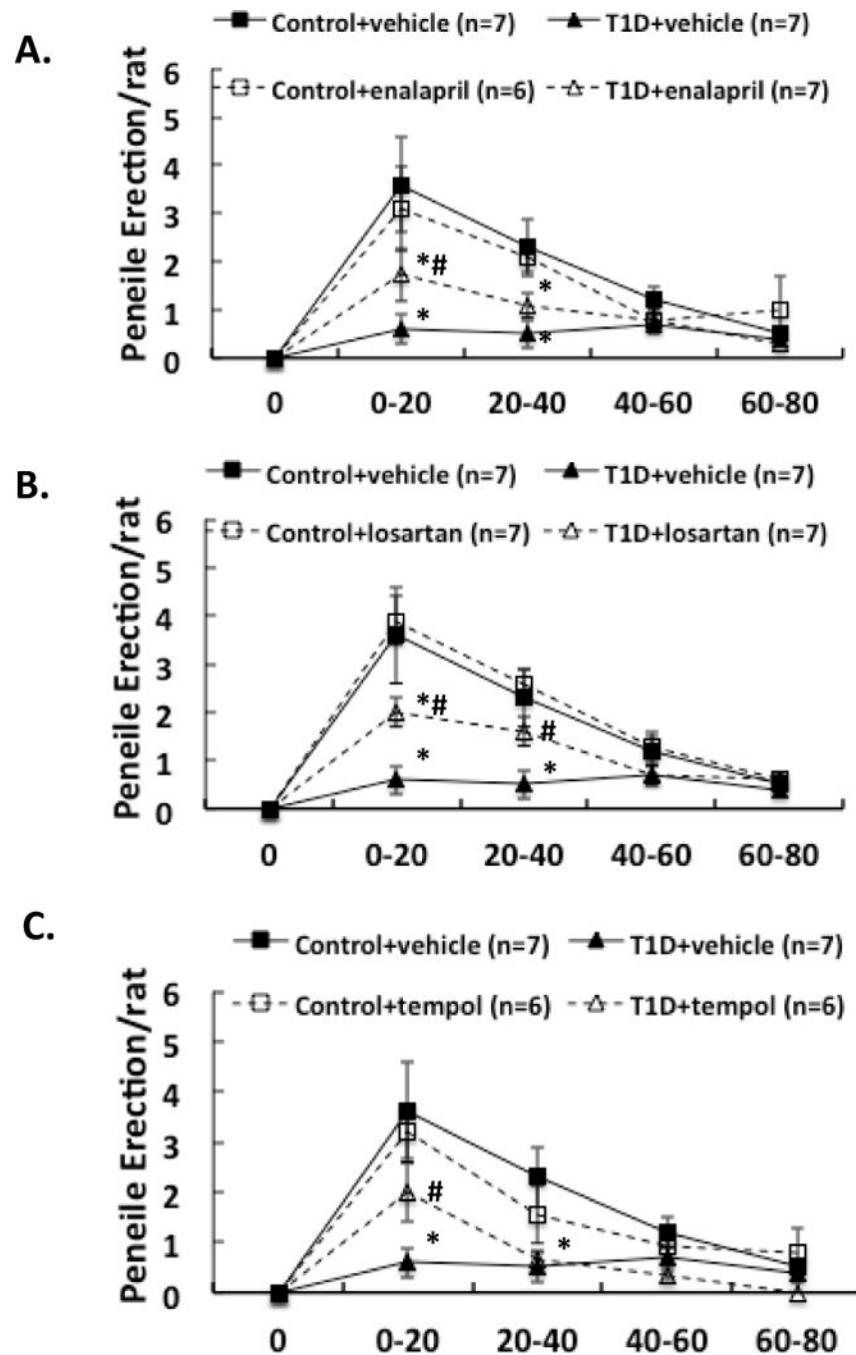 A.
Control+vehicle (n=7) T1D+vehicle (n=7)
Control+enalapril (n=6) T1D+enalapril (n=7)
Peneile Erection/rat
6
5
4
3
2
1
0
*#
*
*
*
0 0-20 20-40 40-60 60-80
B.
Control+vehicle (n=7) T1D+vehicle (n=7)
Control+losartan (n=7) T1D+losartan (n=7)
Peneile Erection/rat
6
5
4
3
2
1
0
*#
#
*
*
0 0-20 20-40 40-60 60-80
C.
Control+vehicle (n=7) T1D+vehicle (n=7)
Control+tempol (n=6) T1D+tempol (n=6)
Peneile Erection/rat
6
5
4
3
2
1
0
#
*
*
0 0-20 20-40 40-60 60-80